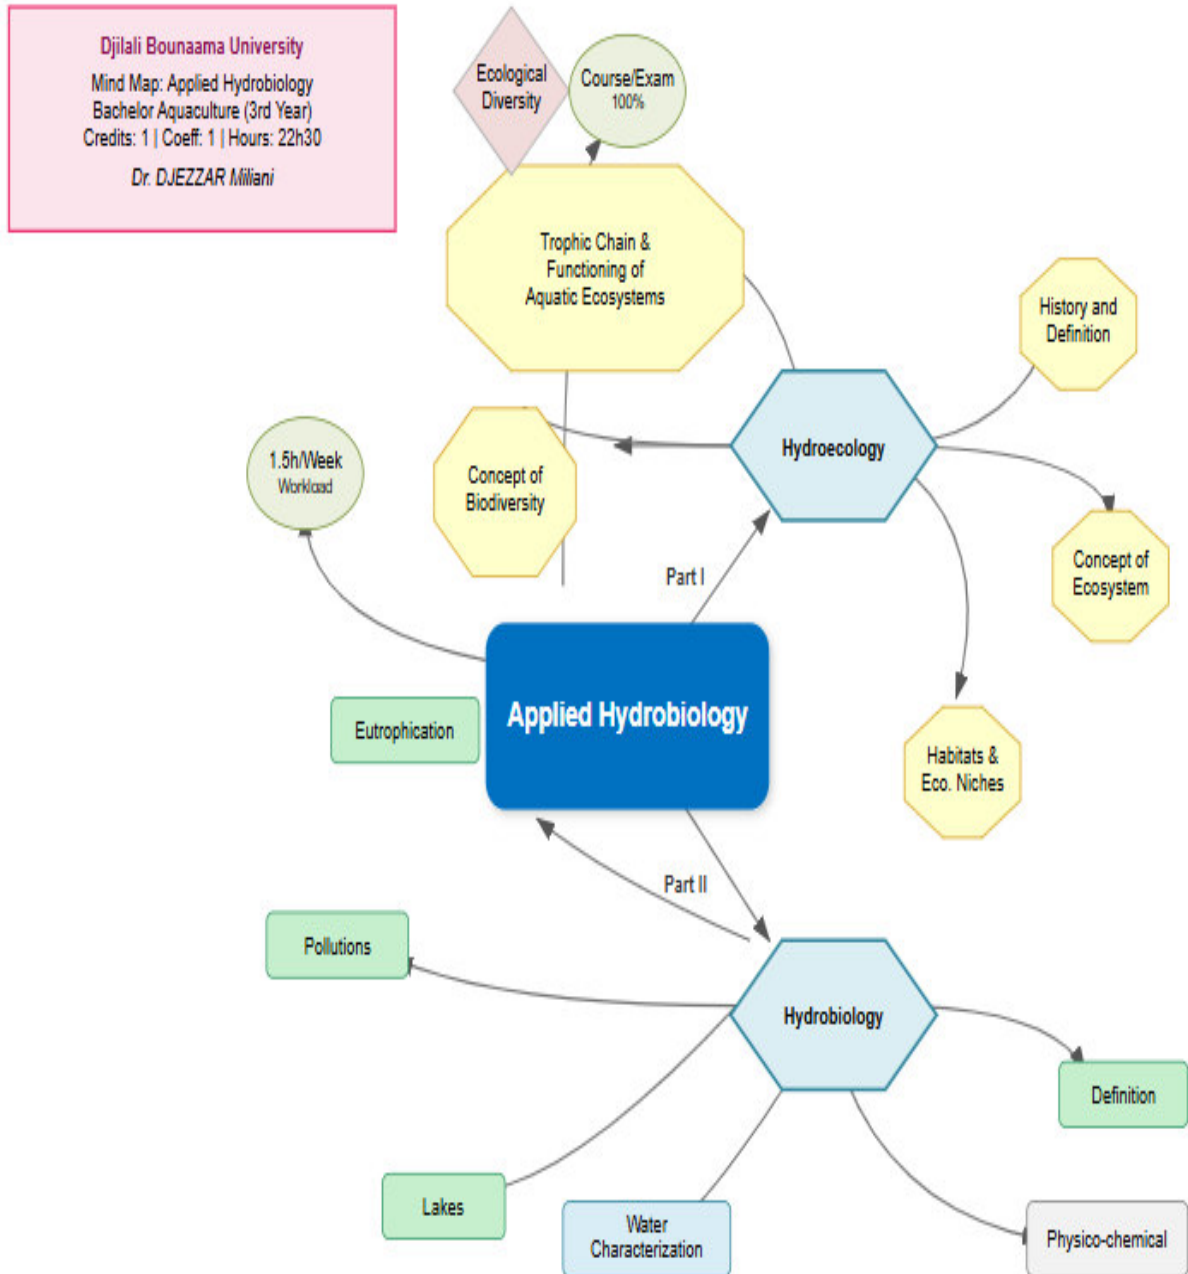 Djilali Bounaama University
Mind Map: Applied Hydrobiology
Bachelor Aquaculture (3rd Year)
Credits: 1 | Coeff: 1 | Hours: 22h30
Dr. DJEZZAR Miliani
Ecological
Diversity
Course/Exam
100%
Trophic Chain &
Functioning of
Aquatic Ecosystems
History and
Definition
Hydroecology
1.5h/Week
Workload
Concept of
Biodiversity
Concept of
Ecosystem
Part I
Applied Hydrobiology
Eutrophication
Habitats &
Eco. Niches
Part II
Pollutions
Hydrobiology
Definition
Lakes
Water
Characterization
Physico-chemical